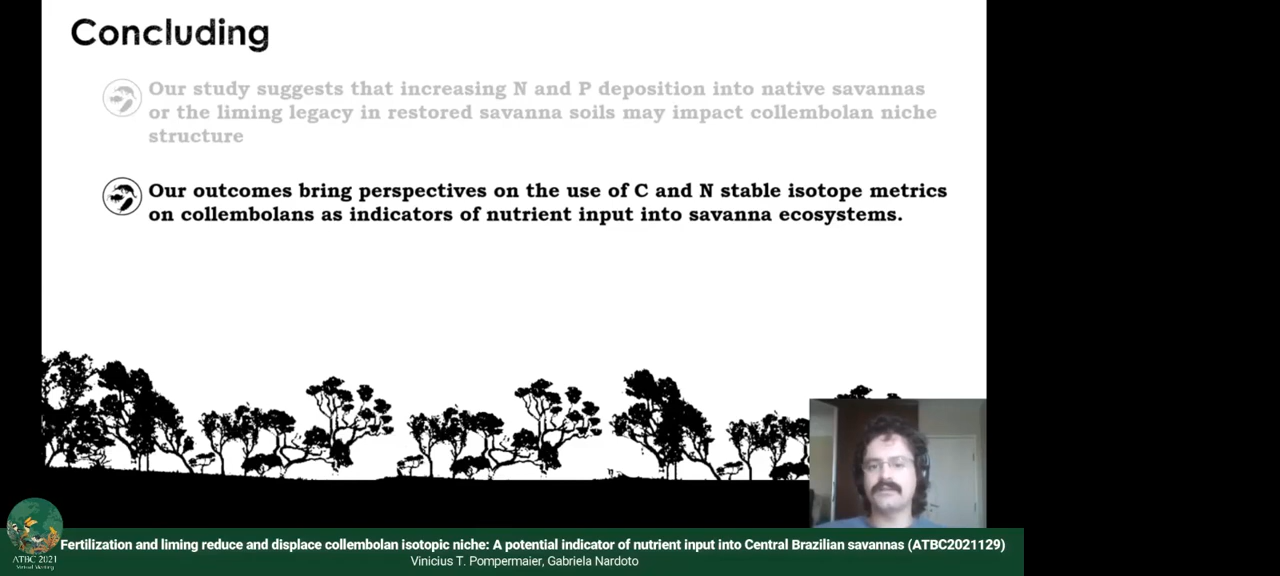 Concluding
Our study suggests that increasing N and P deposition into native savannas
or the liming legacy in restored savanna soils may impact collembolan niche
structure
Our outcomes bring perspectives on the use of C and N stable isotope metrics
on collembolans as indicators of nutrient input into savanna ecosystems.
ATBC 2021
Virtual Meeting
Fertilization and liming reduce and displace collembolan isotopic niche: A potential indicator of nutrient input into Central Brazilian savannas (ATBC2021129)
Vinicius T. Pompermaier, Gabriela Nardoto